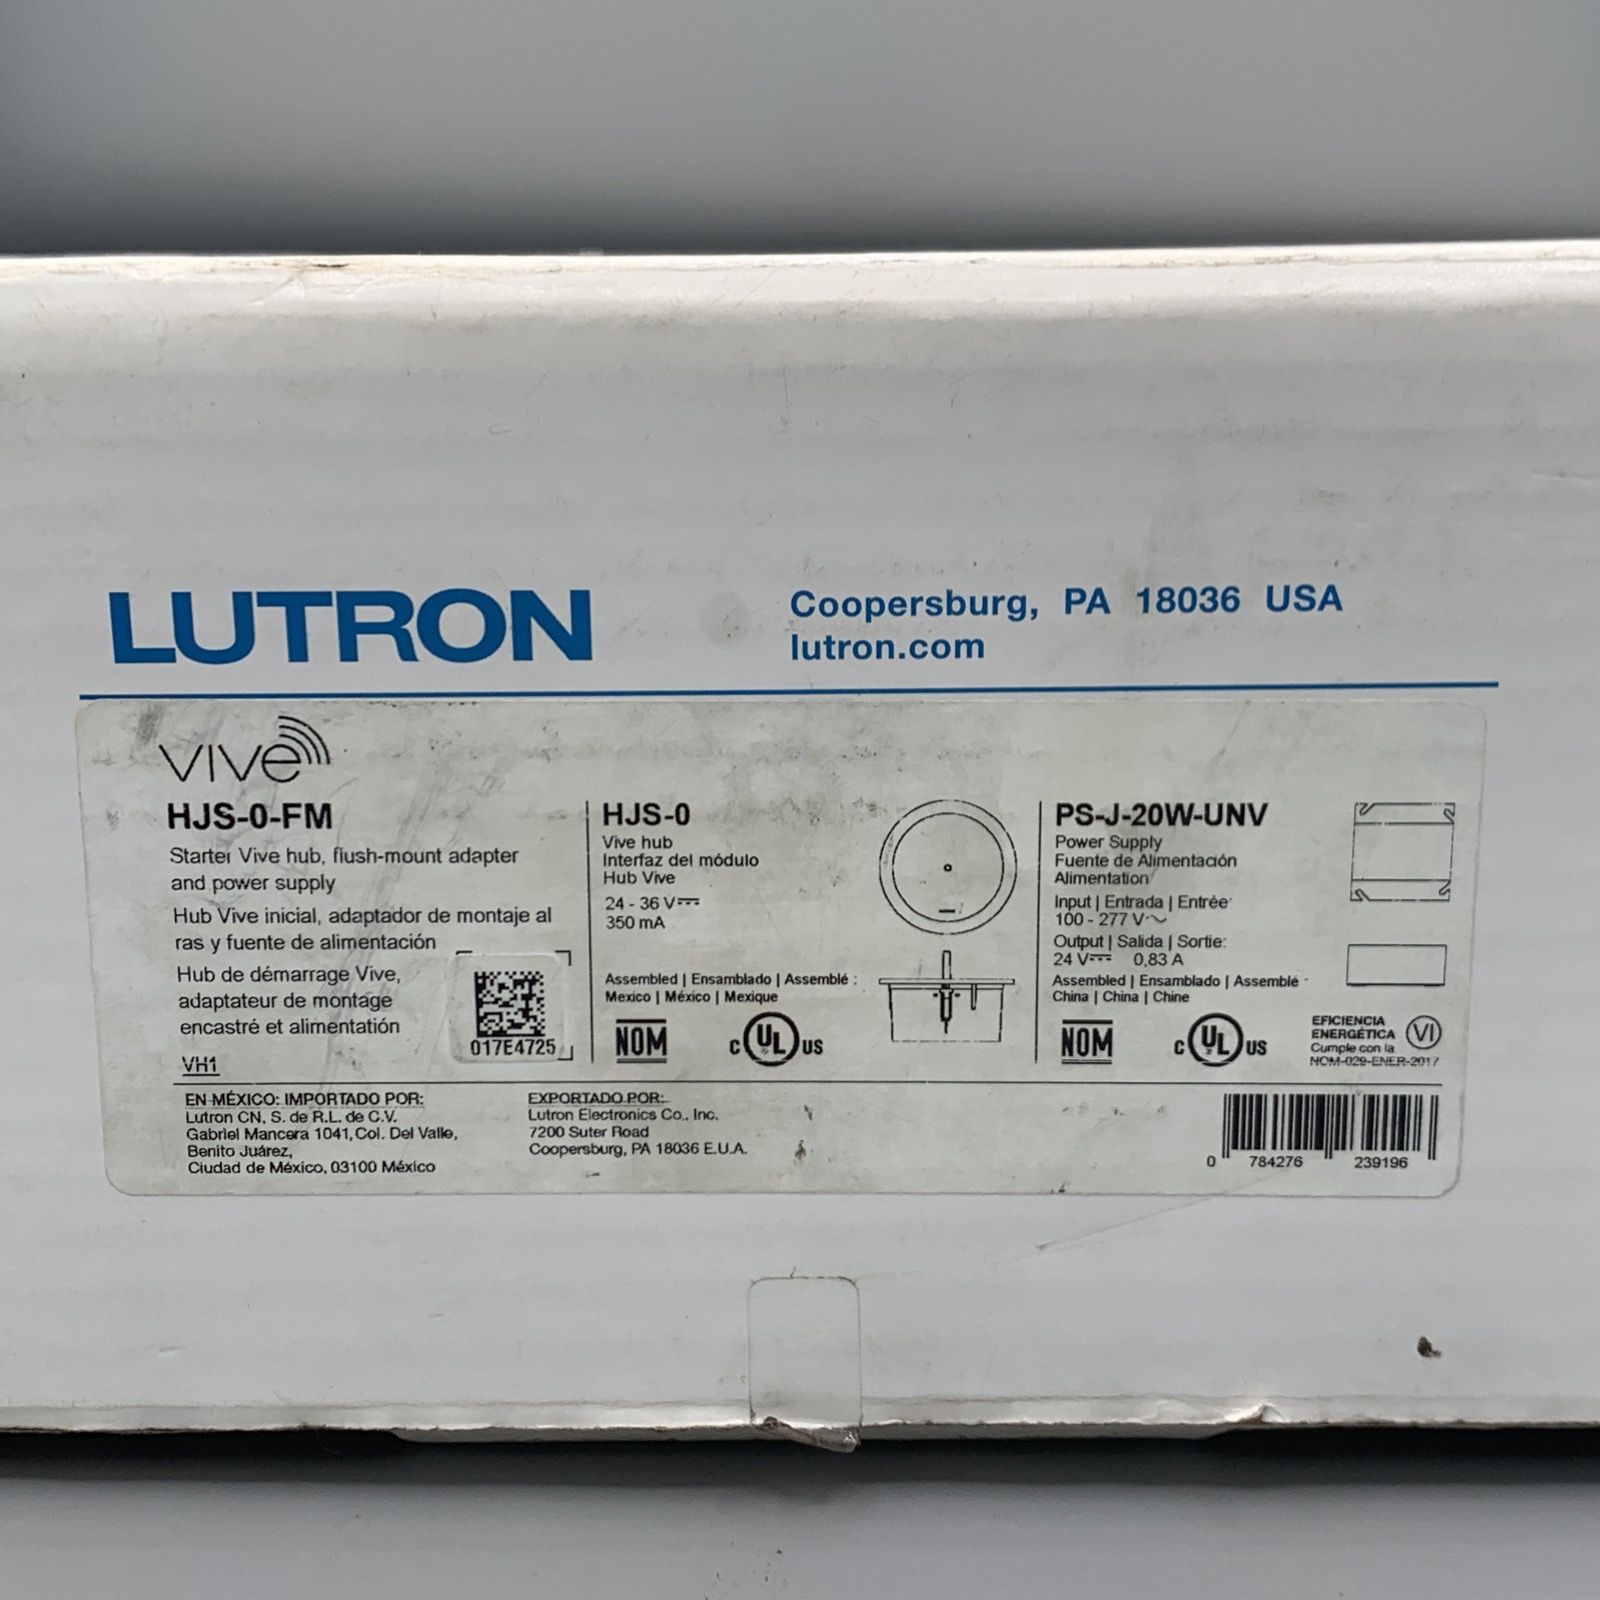 LUTRON
Coopersburg, PA 18036 USA
lutron.com
vive
HJS-0-FM
Starter Vive hub, flush-mount adapter
and power supply
Hub Vive inicial, adaptador de montaje al
ras y fuente de alimentación
Hub de démarrage Vive,
adaptateur de montage
encastré et alimentatión
VH1
017E4725
HJS-0
Vive hub
Interfaz del módulo
Hub Vive
24 - 36 V⎓
350 mA
Assembled | Ensamblado | Assemblé :
Mexico | México | Mexique
NOM
C UL US
PS-J-20W-UNV
Power Supply
Fuente de Alimentación
Alimentation
Input | Entrada | Entrée:
100 - 277 V~
Output | Salida | Sortie:
24 V⎓ 0,83 A
Assembled | Ensamblado | Assemblé :
China | China | Chine
NOM
C UL US
EFICIENCIA
ENERGÉTICA
Cumple con la
NOM-029-ENER-2017
VI
EN MÉXICO: IMPORTADO POR:
Lutron CN, S. de R.L. de C.V.
Gabriel Mancera 1041, Col. Del Valle,
Benito Juárez,
Ciudad de México, 03100 México
EXPORTADO POR:
Lutron Electronics Co., Inc.
7200 Suter Road
Coopersburg, PA 18036 E.U.A.
0 784276 239196